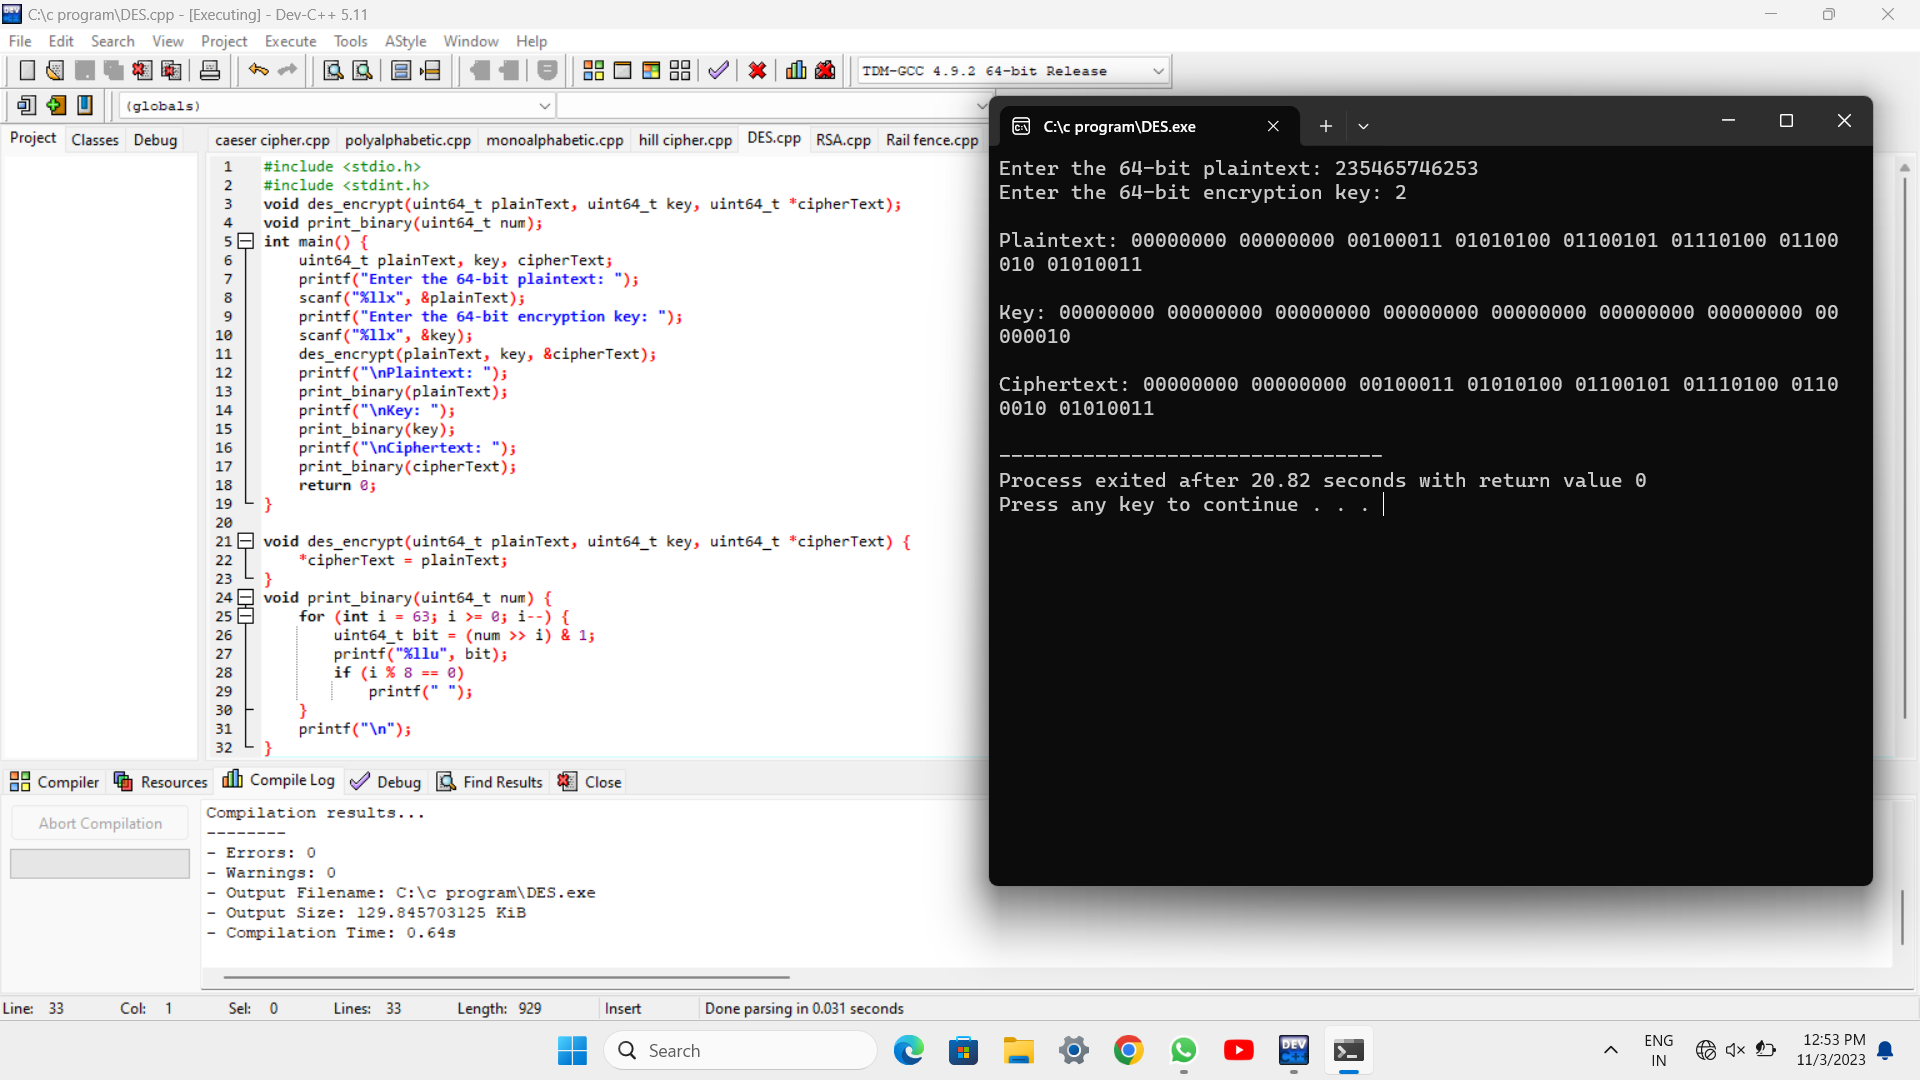 C:\c program\DES.cpp - [Executing] - Dev-C++ 5.11
File Edit Search View Project Execute Tools AStyle Window Help
TDM-GCC 4.9.2 64-bit Release
(globals)
Project Classes Debug
caeser cipher.cpp polyalphabetic.cpp monoalphabetic.cpp hill cipher.cpp DES.cpp RSA.cpp Rail fence.cpp
1 #include <stdio.h>
2 #include <stdint.h>
3 void des_encrypt(uint64_t plainText, uint64_t key, uint64_t *cipherText);
4 void print_binary(uint64_t num);
5 int main() {
6 uint64_t plainText, key, cipherText;
7 printf("Enter the 64-bit plaintext: ");
8 scanf("%llx", &plainText);
9 printf("Enter the 64-bit encryption key: ");
10 scanf("%llx", &key);
11 des_encrypt(plainText, key, &cipherText);
12 printf("\nPlaintext: ");
13 print_binary(plainText);
14 printf("\nKey: ");
15 print_binary(key);
16 printf("\nCiphertext: ");
17 print_binary(cipherText);
18 return 0;
19 }
20
21 void des_encrypt(uint64_t plainText, uint64_t key, uint64_t *cipherText) {
22 *cipherText = plainText;
23 }
24 void print_binary(uint64_t num) {
25 for (int i = 63; i >= 0; i--) {
26 uint64_t bit = (num >> i) & 1;
27 printf("%llu", bit);
28 if (i % 8 == 0)
29 printf(" ");
30 }
31 printf("\n");
32 }
C:\c program\DES.exe
Enter the 64-bit plaintext: 235465746253
Enter the 64-bit encryption key: 2
Plaintext: 00000000 00000000 00100011 01010100 01100101 01110100 01100
010 01010011
Key: 00000000 00000000 00000000 00000000 00000000 00000000 00000000 00
000010
Ciphertext: 00000000 00000000 00100011 01010100 01100101 01110100 0110
0010 01010011
--------------------------------
Process exited after 20.82 seconds with return value 0
Press any key to continue . . .
Compiler Resources Compile Log Debug Find Results Close
Abort Compilation
Compilation results...
--------
- Errors: 0
- Warnings: 0
- Output Filename: C:\c program\DES.exe
- Output Size: 129.845703125 KiB
- Compilation Time: 0.64s
Line: 33 Col: 1 Sel: 0 Lines: 33 Length: 929 Insert Done parsing in 0.031 seconds
Search
DEV
ENG
IN
12:53 PM
11/3/2023